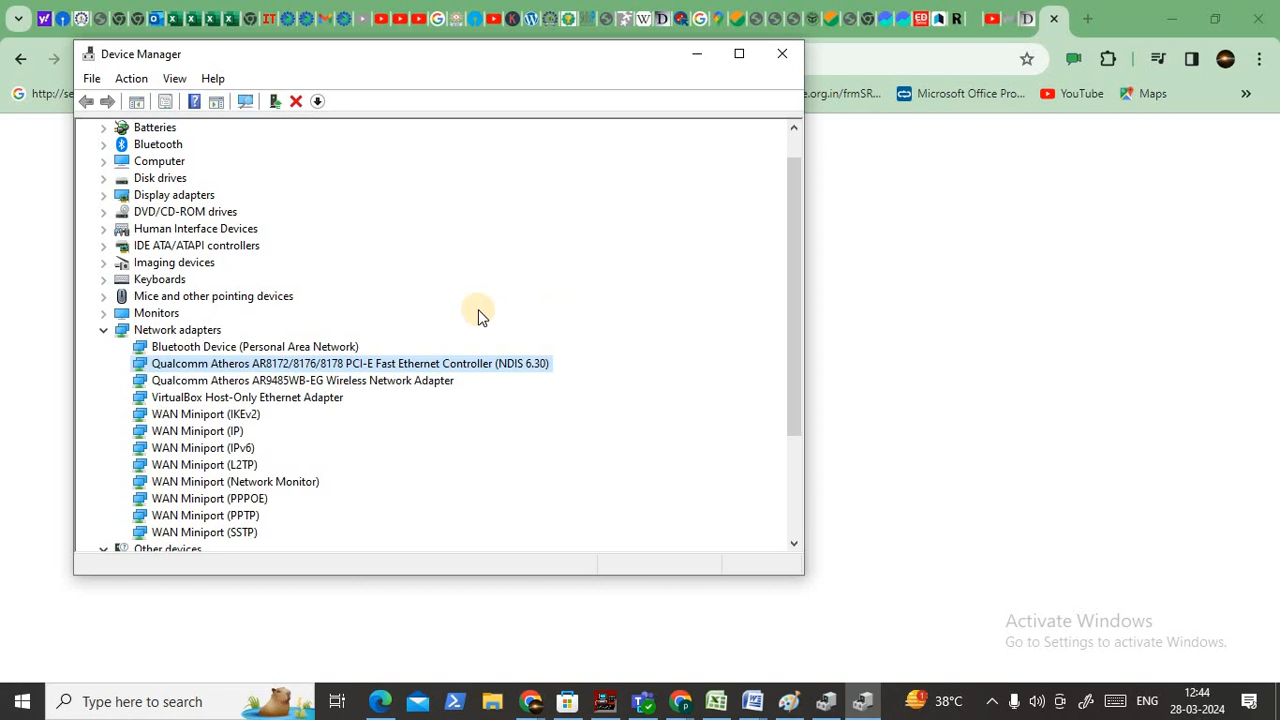 Device Manager
File Action View Help
http://se
e.org.in/frmSR...
Microsoft Office Pro...
YouTube
Maps
Batteries
Bluetooth
Computer
Disk drives
Display adapters
DVD/CD-ROM drives
Human Interface Devices
IDE ATA/ATAPI controllers
Imaging devices
Keyboards
Mice and other pointing devices
Monitors
Network adapters
Bluetooth Device (Personal Area Network)
Qualcomm Atheros AR8172/8176/8178 PCI-E Fast Ethernet Controller (NDIS 6.30)
Qualcomm Atheros AR9485WB-EG Wireless Network Adapter
VirtualBox Host-Only Ethernet Adapter
WAN Miniport (IKEv2)
WAN Miniport (IP)
WAN Miniport (IPv6)
WAN Miniport (L2TP)
WAN Miniport (Network Monitor)
WAN Miniport (PPPOE)
WAN Miniport (PPTP)
WAN Miniport (SSTP)
Other devices
Activate Windows
Go to Settings to activate Windows.
Type here to search
38°C
ENG
12:44
28-03-2024